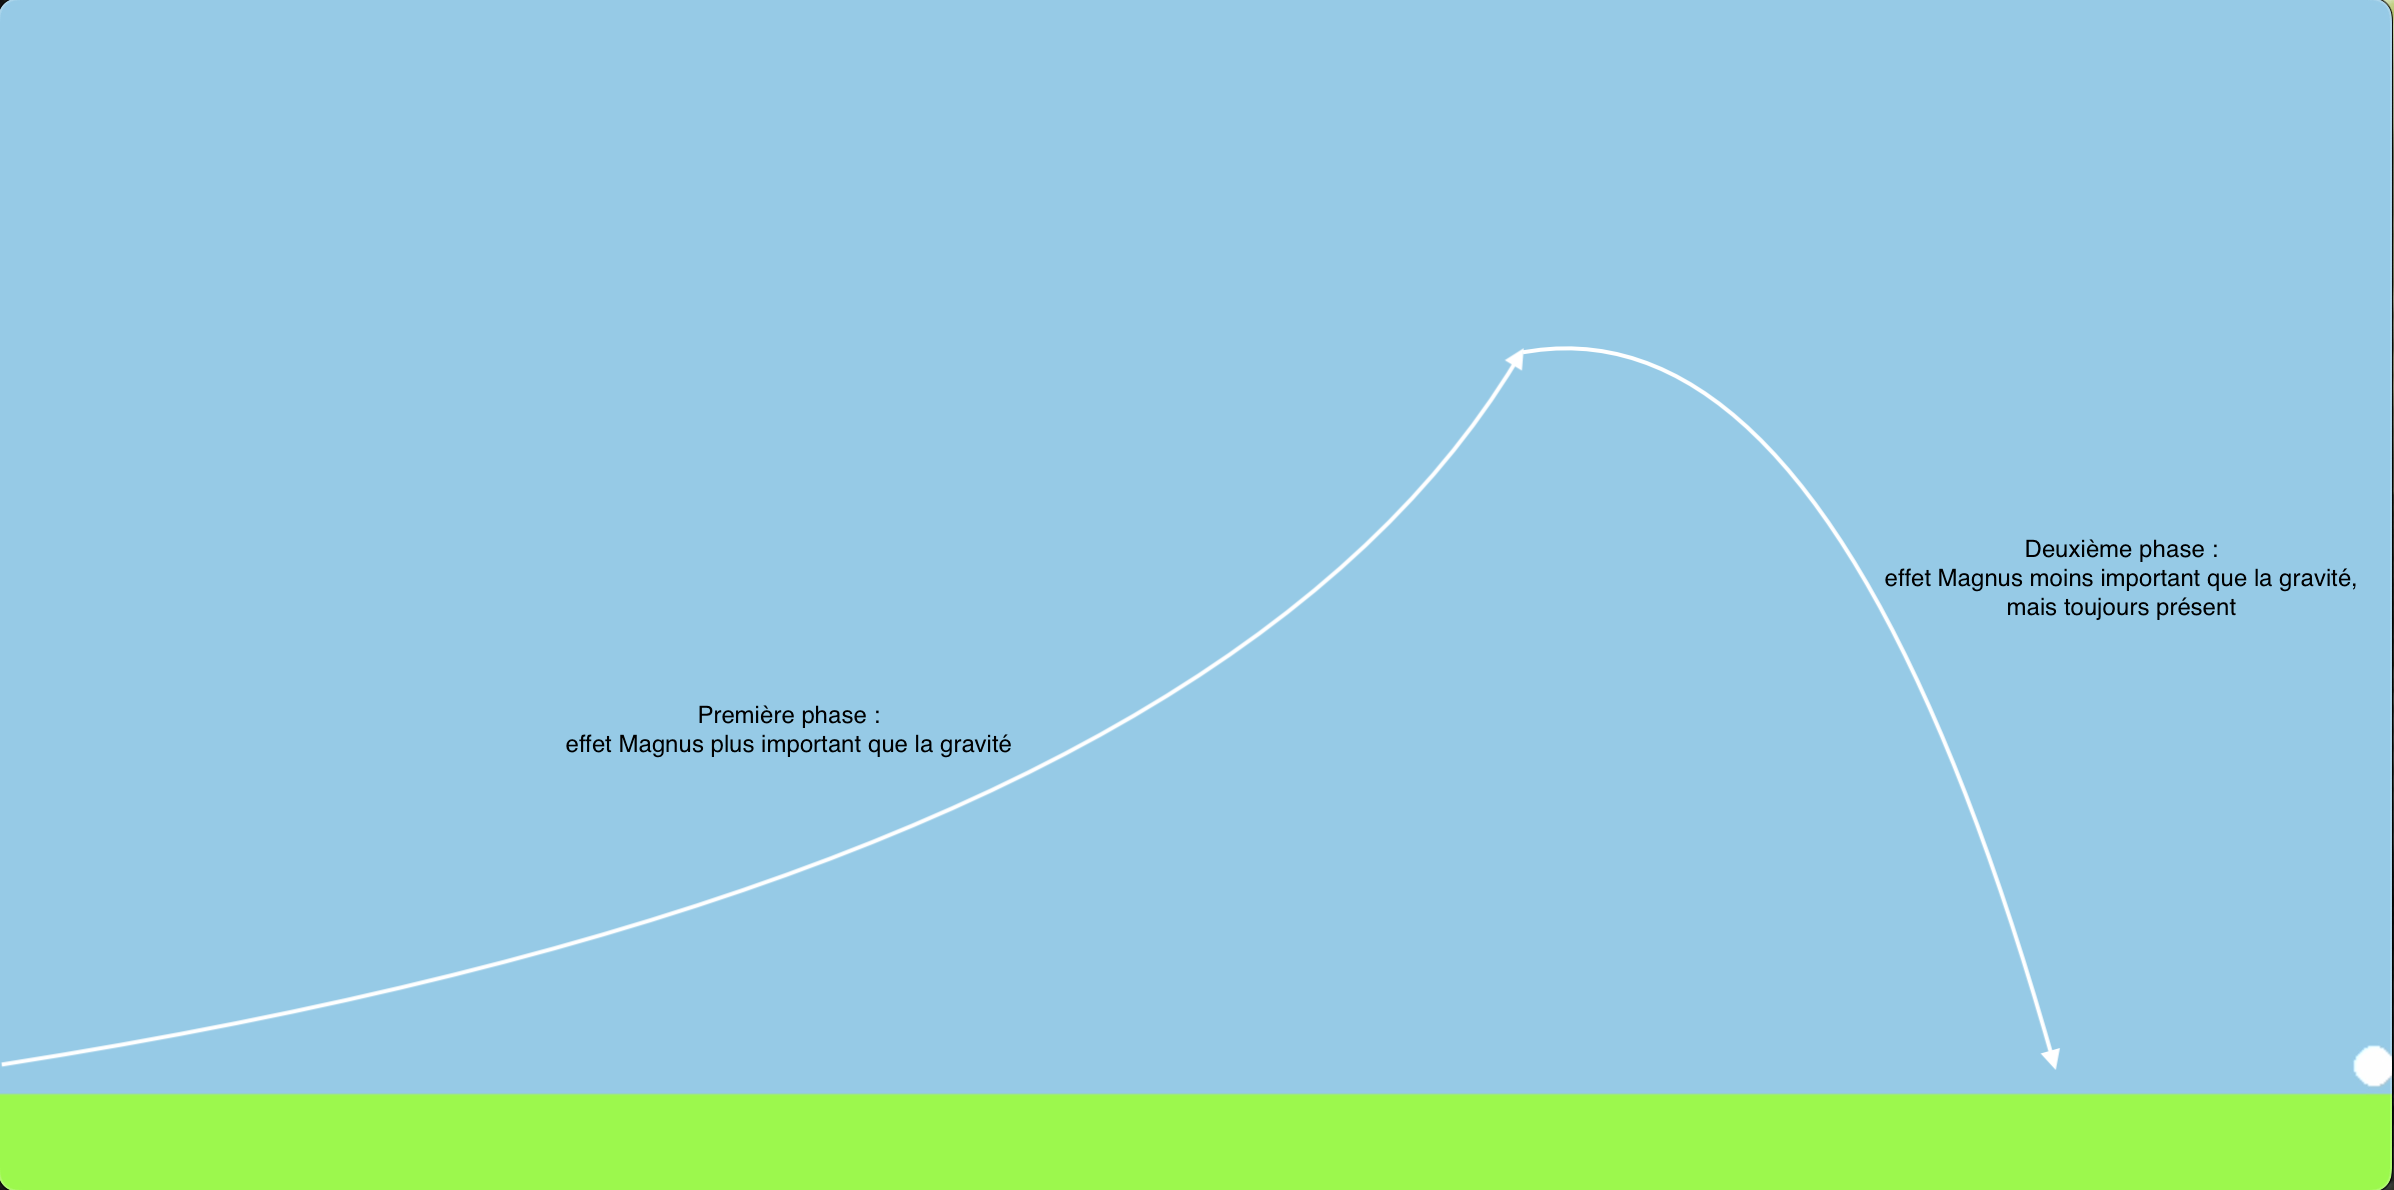 Deuxième phase :
effet Magnus moins important que la gravité,
mais toujours présent
Première phase :
effet Magnus plus important que la gravité